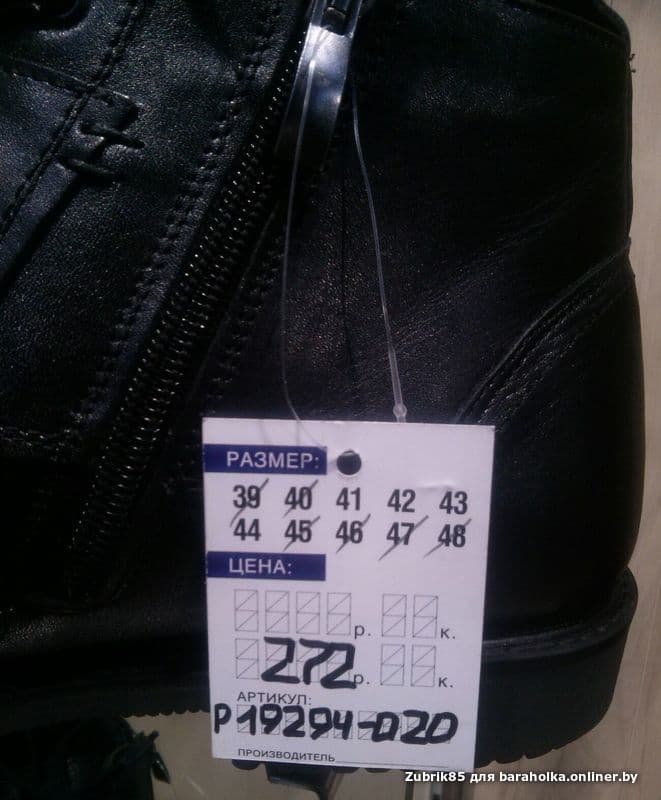 РАЗМЕР:
39 40 41 42 43
44 45 46 47 48
ЦЕНА:
р. к.
272 р. к.
АРТИКУЛ:
P19294-020
ПРОИЗВОДИТЕЛЬ
Zubrik85 для baraholka.onliner.by